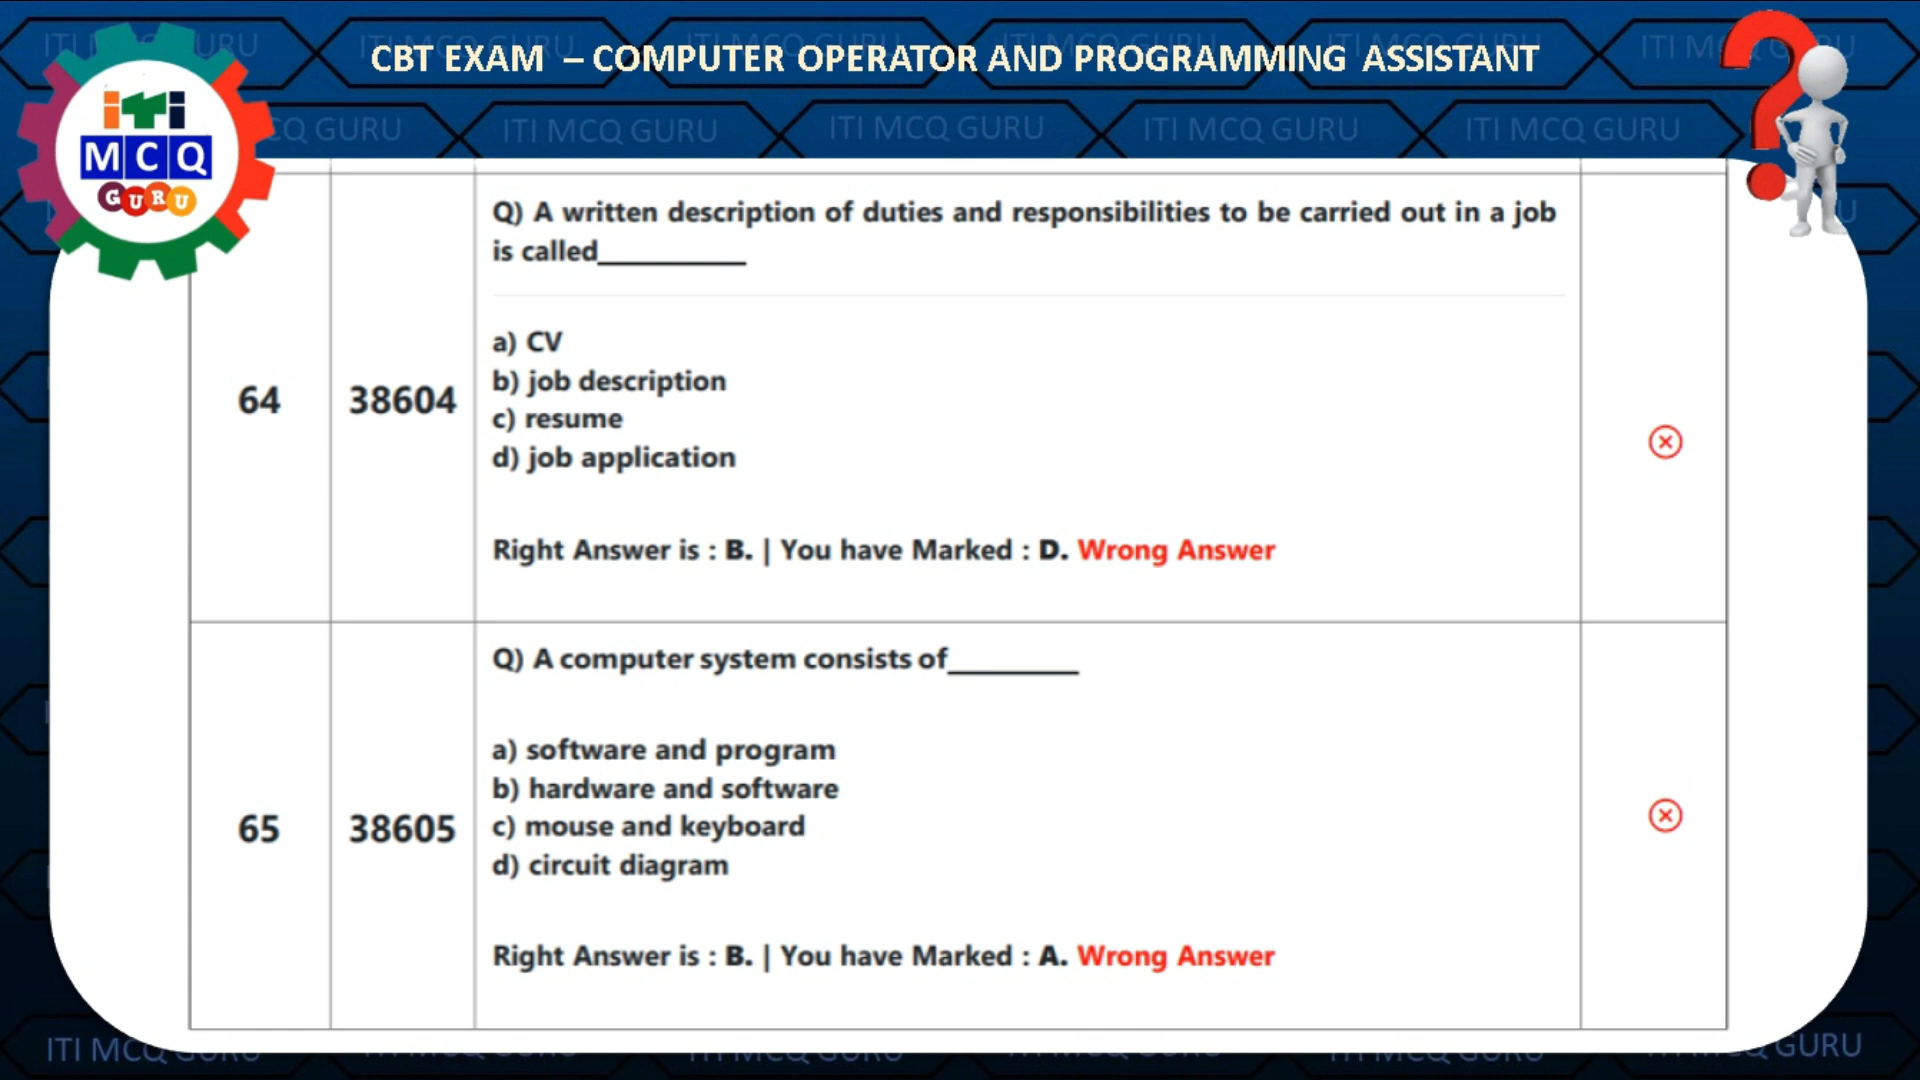 CBT EXAM – COMPUTER OPERATOR AND PROGRAMMING ASSISTANT
iTi
MCQ
GURU
ITI MCQ GURU
ITI MCQ GURU
ITI MCQ GURU
ITI MCQ GURU
Q) A written description of duties and responsibilities to be carried out in a job
is called__________
a) CV
b) job description
c) resume
d) job application
64
38604
Right Answer is : B. | You have Marked : D. Wrong Answer
Q) A computer system consists of_________
a) software and program
b) hardware and software
c) mouse and keyboard
d) circuit diagram
65
38605
Right Answer is : B. | You have Marked : A. Wrong Answer
ITI MCQ GURU